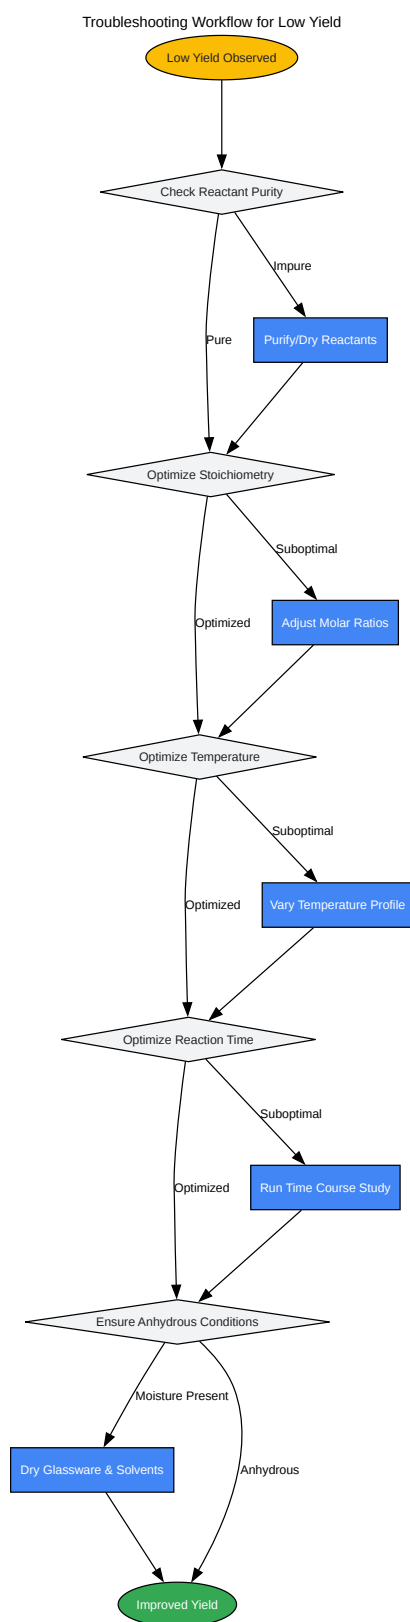 Troubleshooting Workflow for Low Yield
Low Yield Observed
Check Reactant Purity
Impure
Pure
Purify/Dry Reactants
Optimize Stoichiometry
Suboptimal
Optimized
Adjust Molar Ratios
Optimize Temperature
Suboptimal
Optimized
Vary Temperature Profile
Optimize Reaction Time
Suboptimal
Optimized
Run Time Course Study
Ensure Anhydrous Conditions
Moisture Present
Dry Glassware & Solvents
Anhydrous
Improved Yield